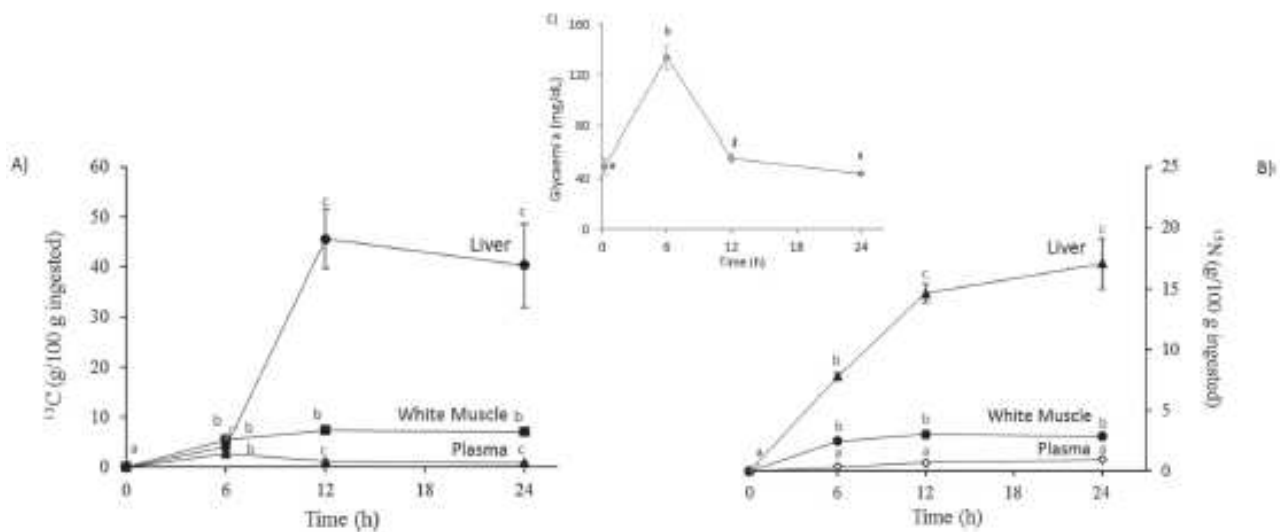 C)
160
120
80
40
0
Glycaemia (mg/dL)
b
0 6 12 18 24
Time (h)
A)
60
50
40
30
20
10
0
¹³C (g/100 g ingested)
c
c
Liver
White Muscle
Plasma
a
b
b
b
b
b
c
c
0 6 12 18 24
Time (h)
B)
25
20
15
10
5
0
¹⁵N (g/100 g ingested)
c
c
Liver
b
White Muscle
Plasma
a
b
b
b
a
a
a
0 6 12 18 24
Time (h)